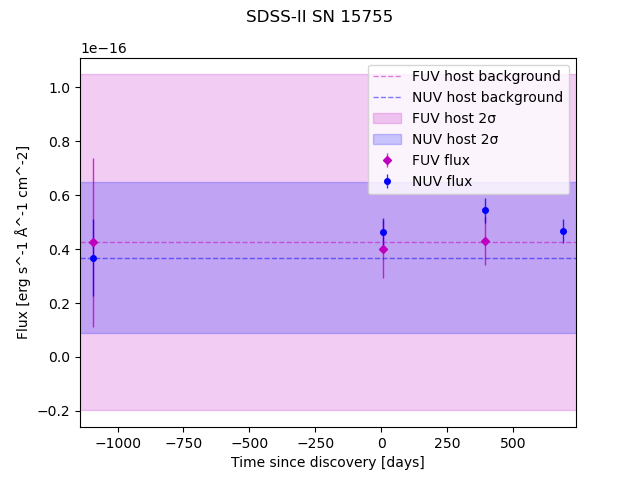 SDSS-II SN 15755
1e−16
FUV host background
NUV host background
FUV host 2σ
NUV host 2σ
FUV flux
NUV flux
1.0
0.8
0.6
0.4
0.2
0.0
−0.2
Flux [erg s^-1 Å^-1 cm^-2]
−1000
−750
−500
−250
0
250
500
Time since discovery [days]